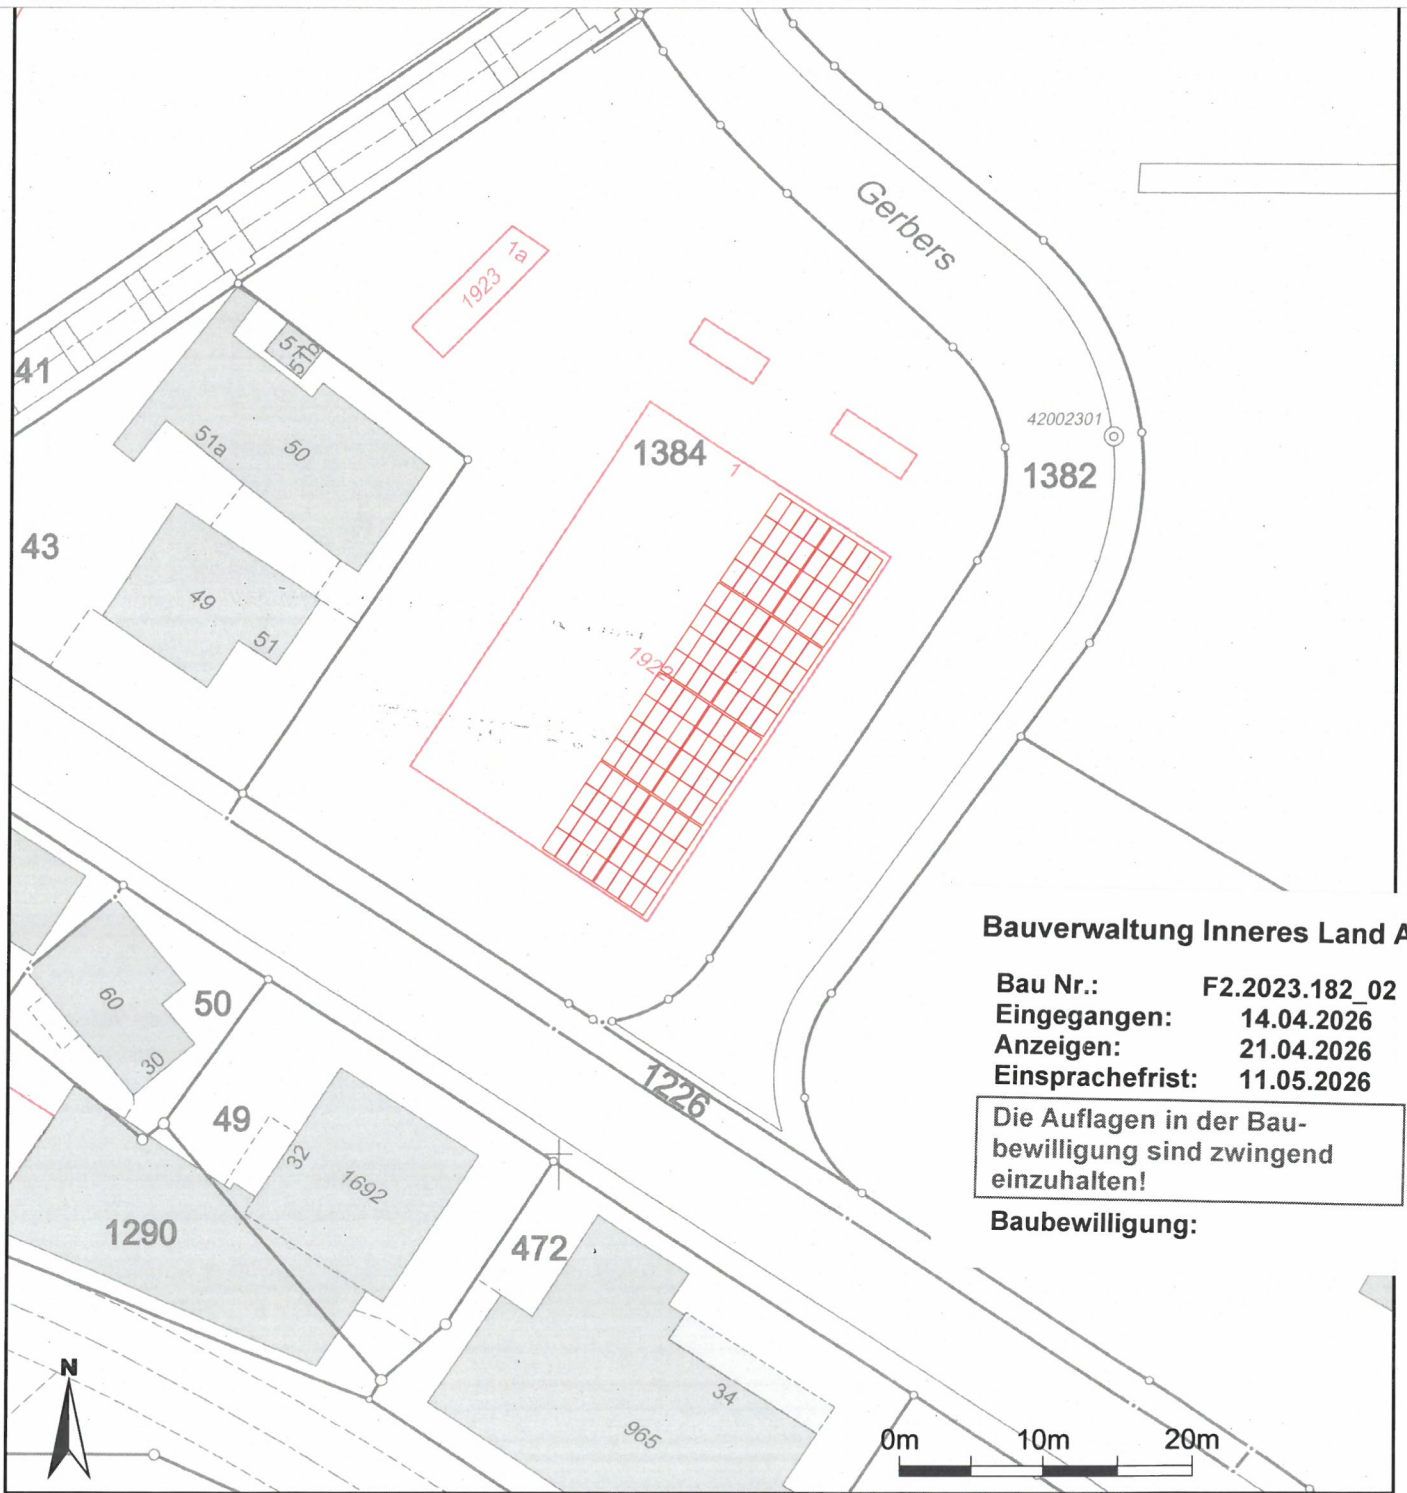 Gerbers
1a
1923
51
51b
41
42002301
1384
1
51a
50
1382
43
49
1922
51
Bauverwaltung Inneres Land A
Bau Nr.: F2.2023.182_02
Eingegangen: 14.04.2026
Anzeigen: 21.04.2026
Einsprachefrist: 11.05.2026
Die Auflagen in der Bau-
bewilligung sind zwingend
einzuhalten!
Baubewilligung:
60
50
30
1226
49
32
1692
1290
472
N
34
965
0m 10m 20m